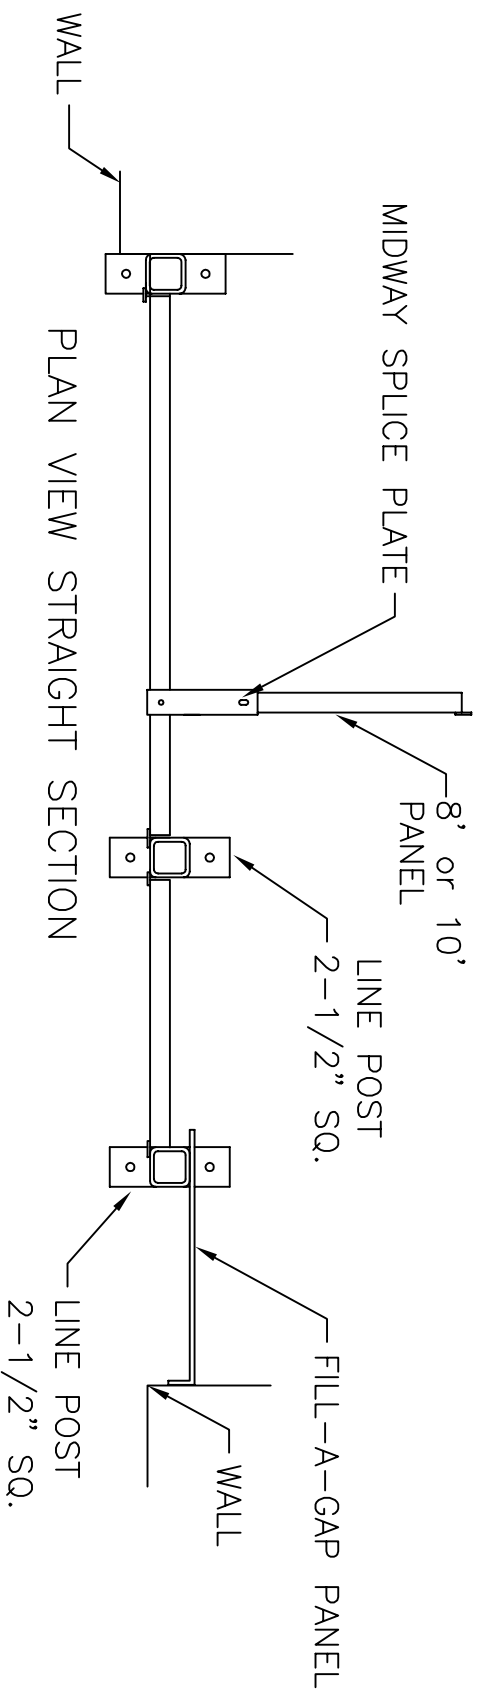 WALL
MIDWAY SPLICE PLATE
PLAN VIEW STRAIGHT SECTION
8' or 10'
PANEL
LINE POST
2-1/2" SQ.
FILL-A-GAP PANEL
WALL
LINE POST
2-1/2" SQ.